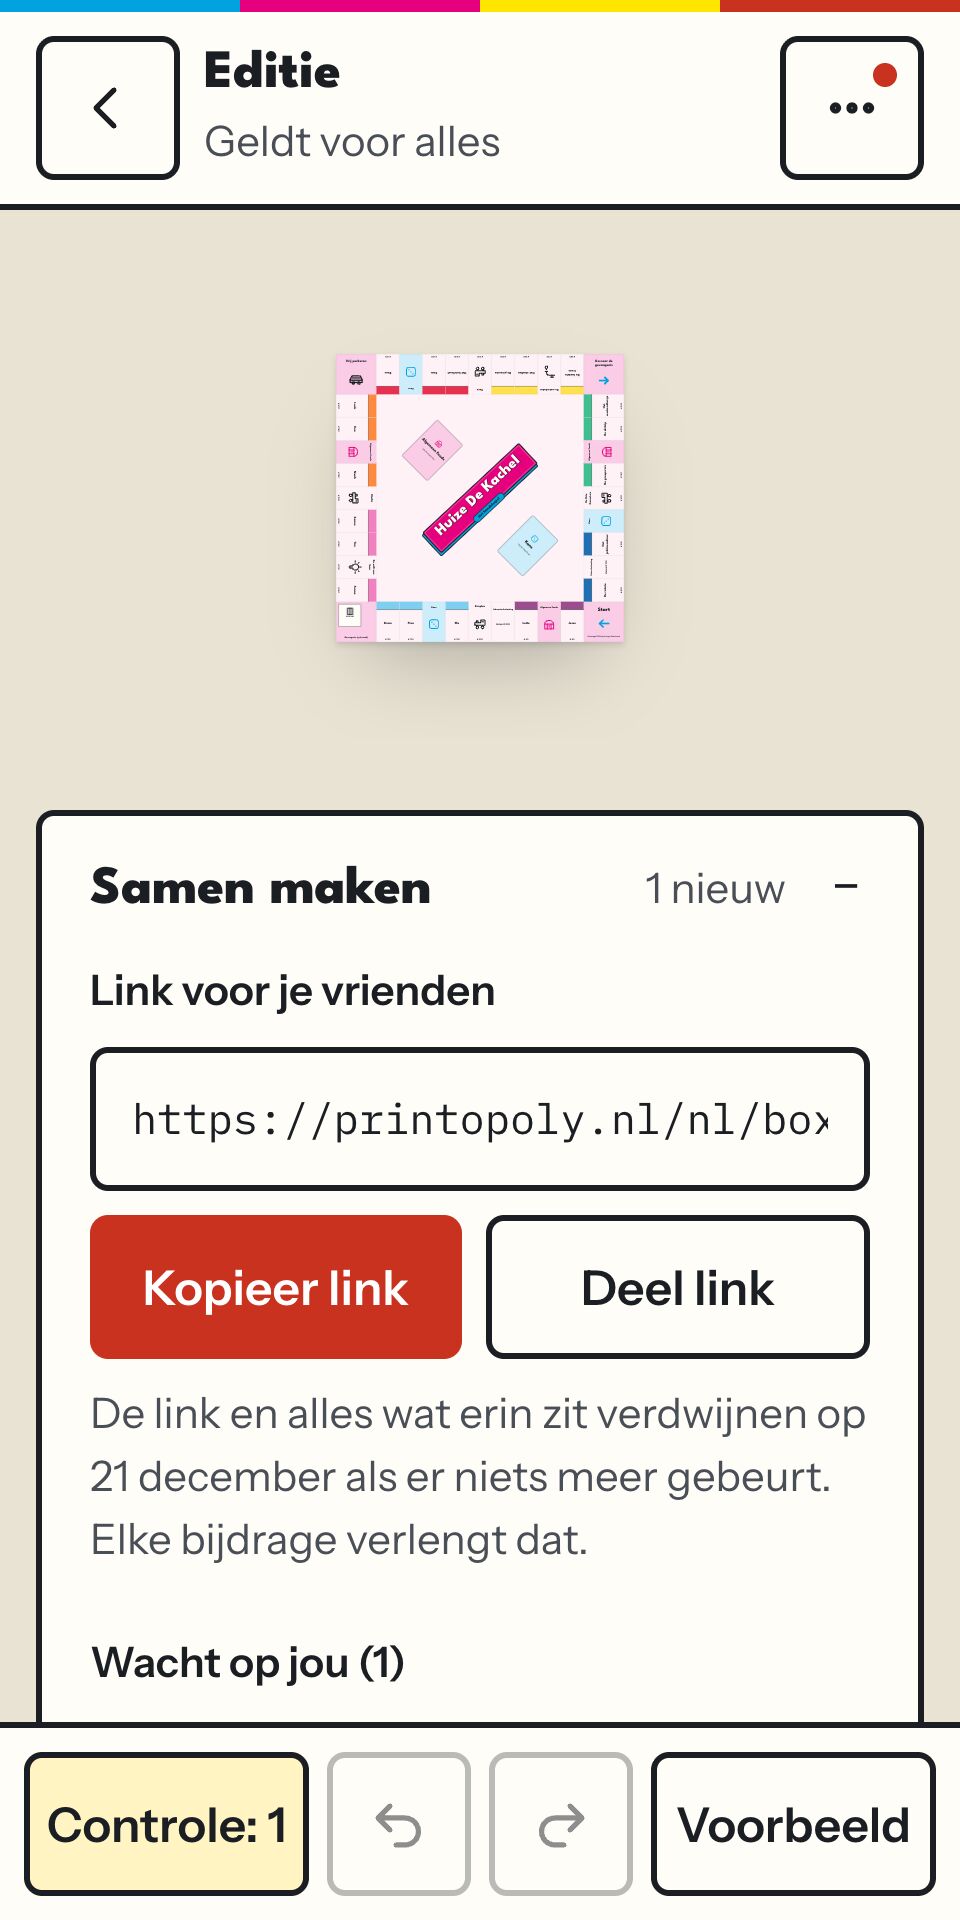 Editie
Geldt voor alles
Huize De Kachel
Start
Samen maken
1 nieuw
Link voor je vrienden
https://printopoly.nl/nl/box
Kopieer link
Deel link
De link en alles wat erin zit verdwijnen op
21 december als er niets meer gebeurt.
Elke bijdrage verlengt dat.
Wacht op jou (1)
Controle: 1
Voorbeeld